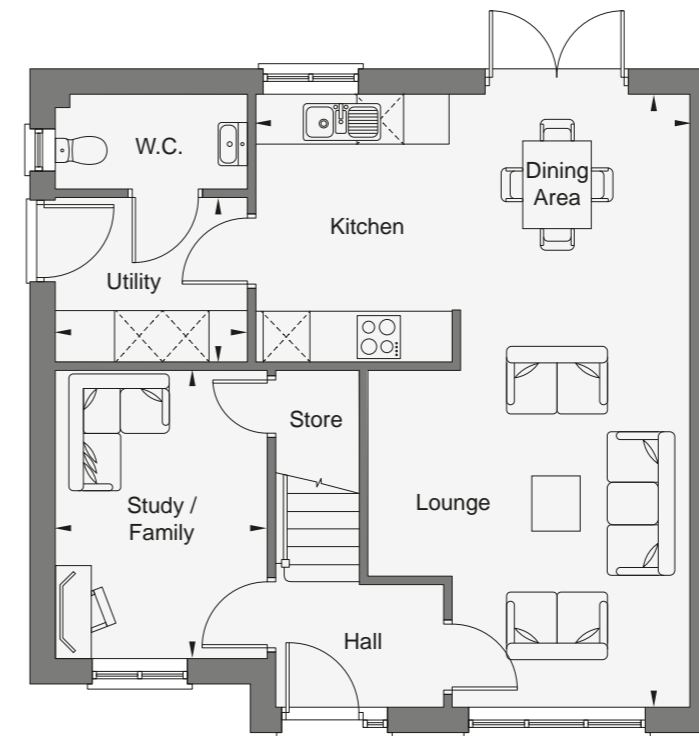 W.C.
Dining
Area
Kitchen
Utility
Store
Study /
Family
Lounge
Hall